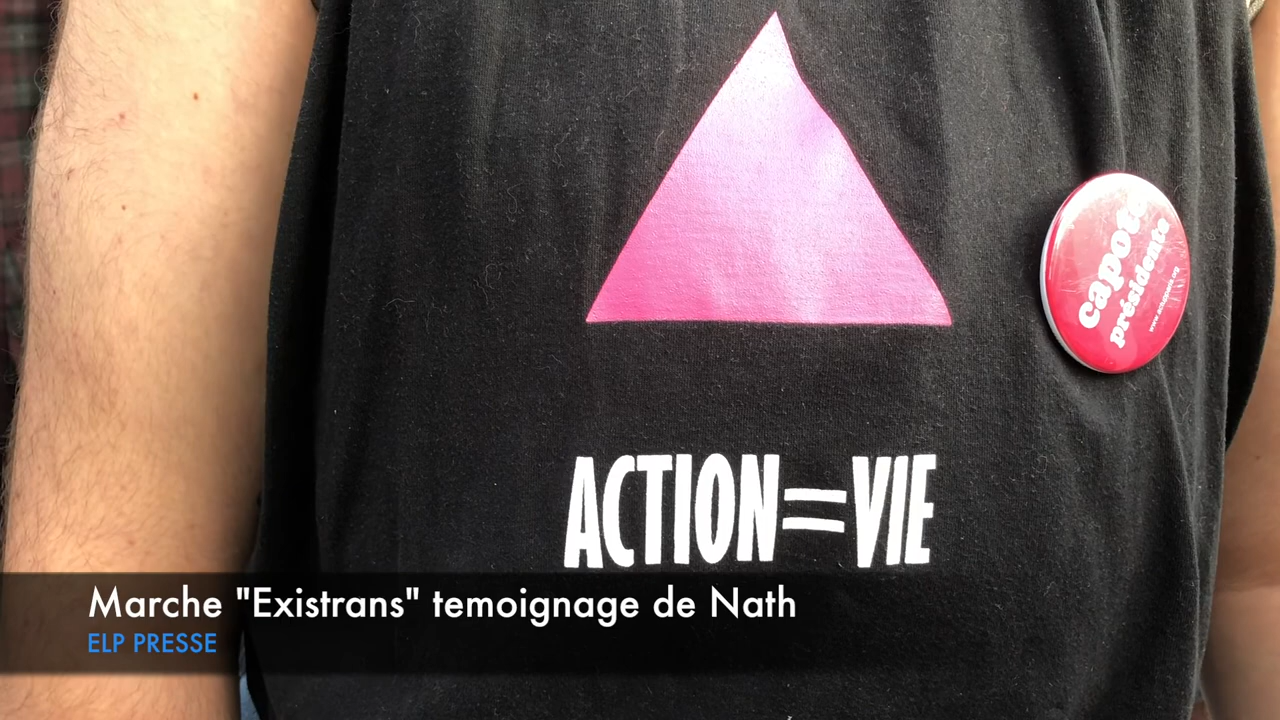 capote
présidente
ACTION=VIE
Marche "Existrans" temoignage de Nath
ELP PRESSE